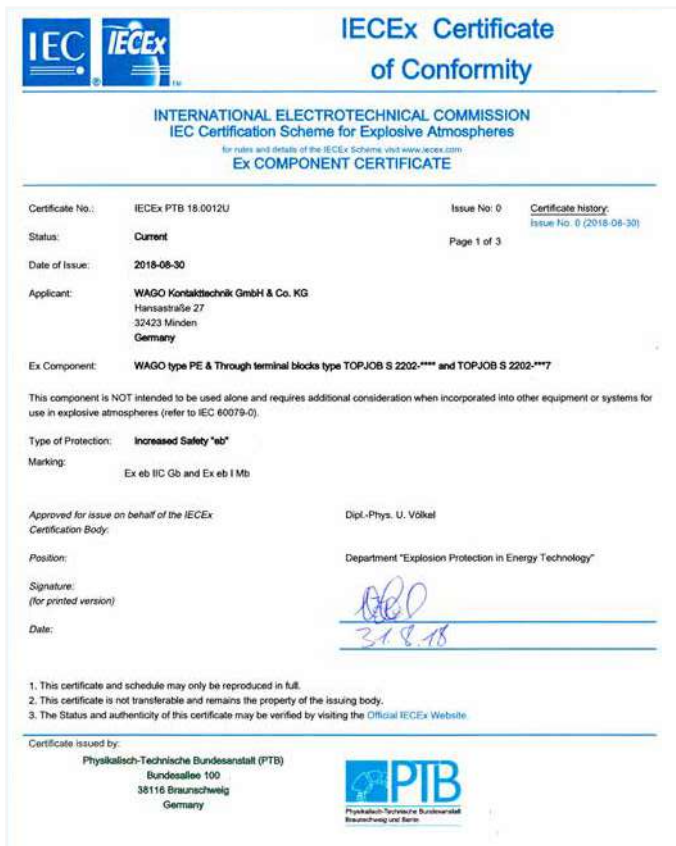 IEC
IECEx
IECEx Certificate
of Conformity
INTERNATIONAL ELECTROTECHNICAL COMMISSION
IEC Certification Scheme for Explosive Atmospheres
for rules and details of the IECEx Scheme visit www.iecex.com
Ex COMPONENT CERTIFICATE
Certificate No.: IECEx PTB 18.0012U Issue No: 0 Certificate history:
Issue No. 0 (2018-08-30)
Status: Current Page 1 of 3
Date of Issue: 2018-08-30
Applicant: WAGO Kontakttechnik GmbH & Co. KG
Hansastraße 27
32423 Minden
Germany
Ex Component: WAGO type PE & Through terminal blocks type TOPJOB S 2202-**** and TOPJOB S 2202-***7
This component is NOT intended to be used alone and requires additional consideration when incorporated into other equipment or systems for
use in explosive atmospheres (refer to IEC 60079-0).
Type of Protection: Increased Safety "eb"
Marking:
Ex eb IIC Gb and Ex eb I Mb
Approved for issue on behalf of the IECEx Dipl.-Phys. U. Völkel
Certification Body:
Position: Department "Explosion Protection in Energy Technology"
Signature:
(for printed version)
Date: 31.8.18
1. This certificate and schedule may only be reproduced in full.
2. This certificate is not transferable and remains the property of the issuing body.
3. The Status and authenticity of this certificate may be verified by visiting the Official IECEx Website.
Certificate issued by:
Physikalisch-Technische Bundesanstalt (PTB)
Bundesallee 100
38116 Braunschweig
Germany
PTB
Physikalisch-Technische Bundesanstalt
Braunschweig und Berlin